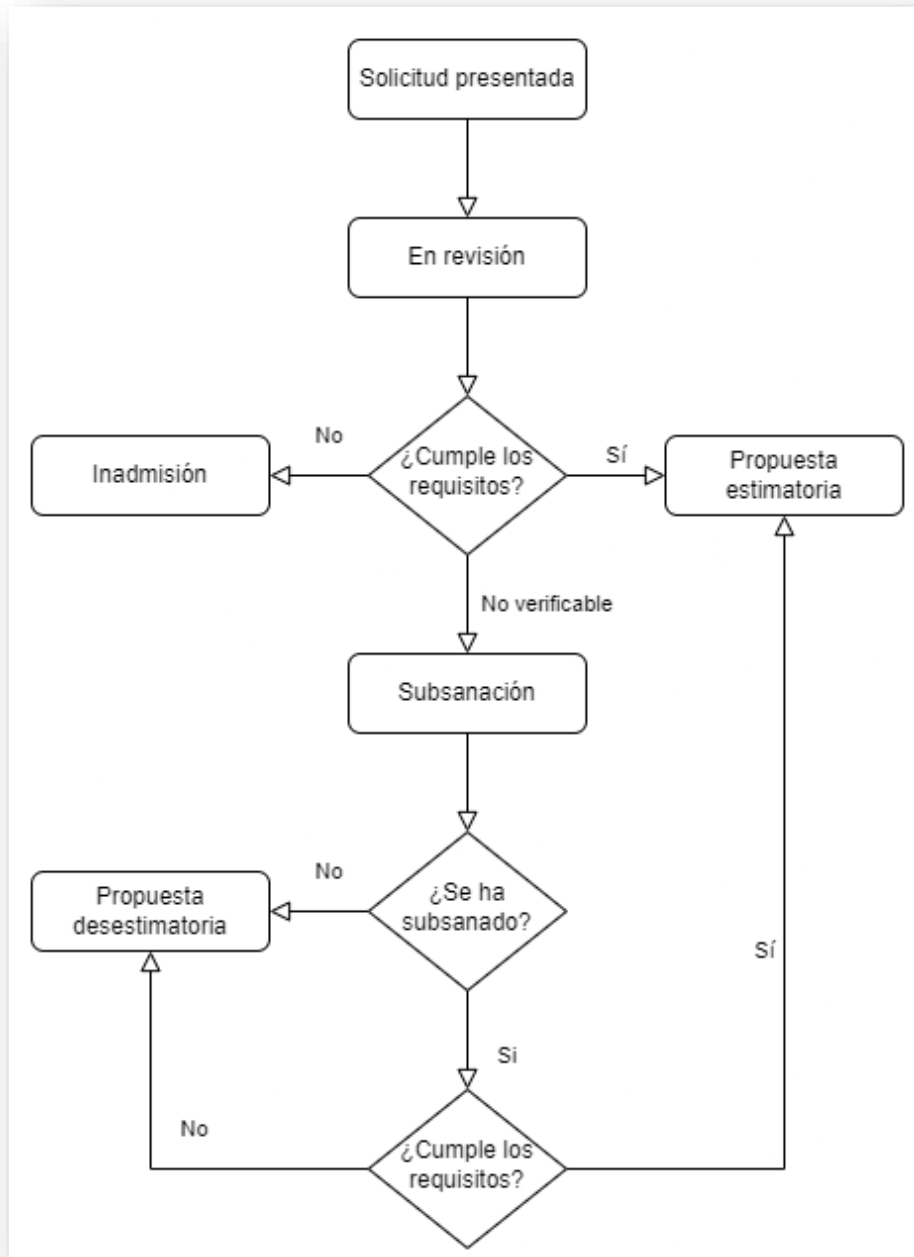 Solicitud presentada
En revisión
¿Cumple los
requisitos?
No
Sí
Inadmisión
Propuesta
estimatoria
No verificable
Subsanación
¿Se ha
subsanado?
No
Propuesta
desestimatoria
Sí
Si
¿Cumple los
requisitos?
No